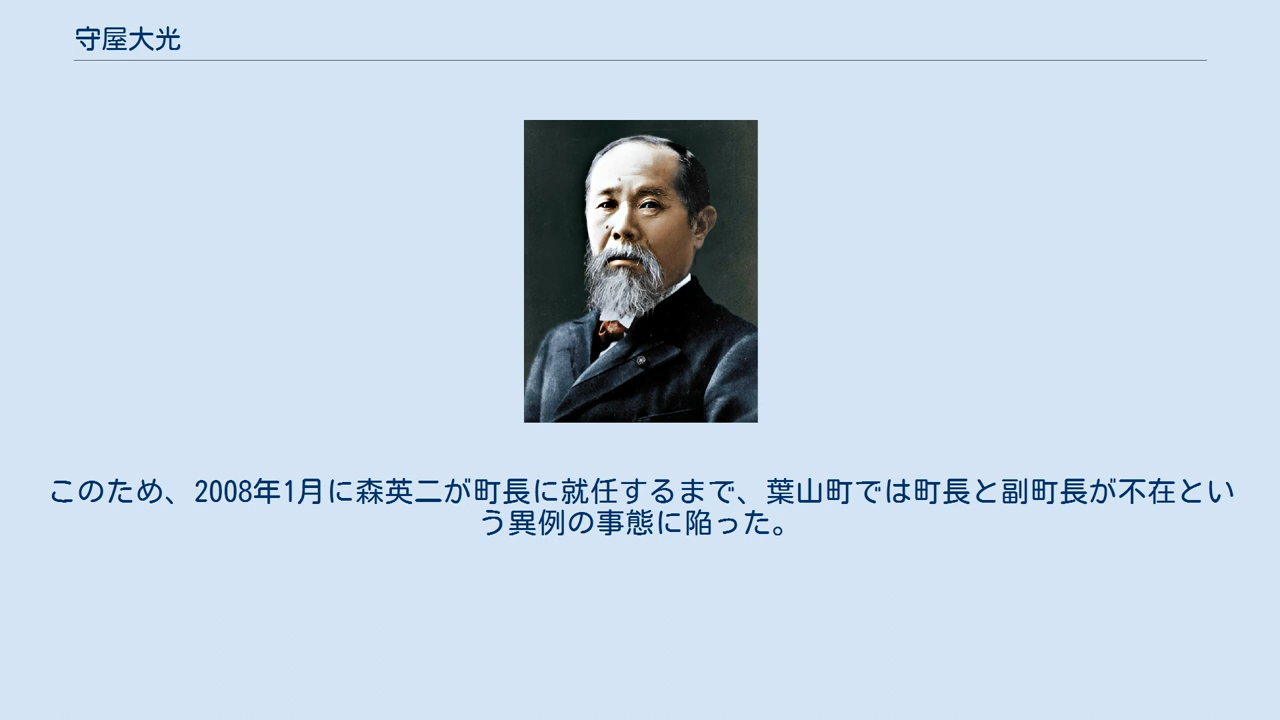 守屋大光
このため、2008年1月に森英二が町長に就任するまで、葉山町では町長と副町長が不在とい
う異例の事態に陥った。